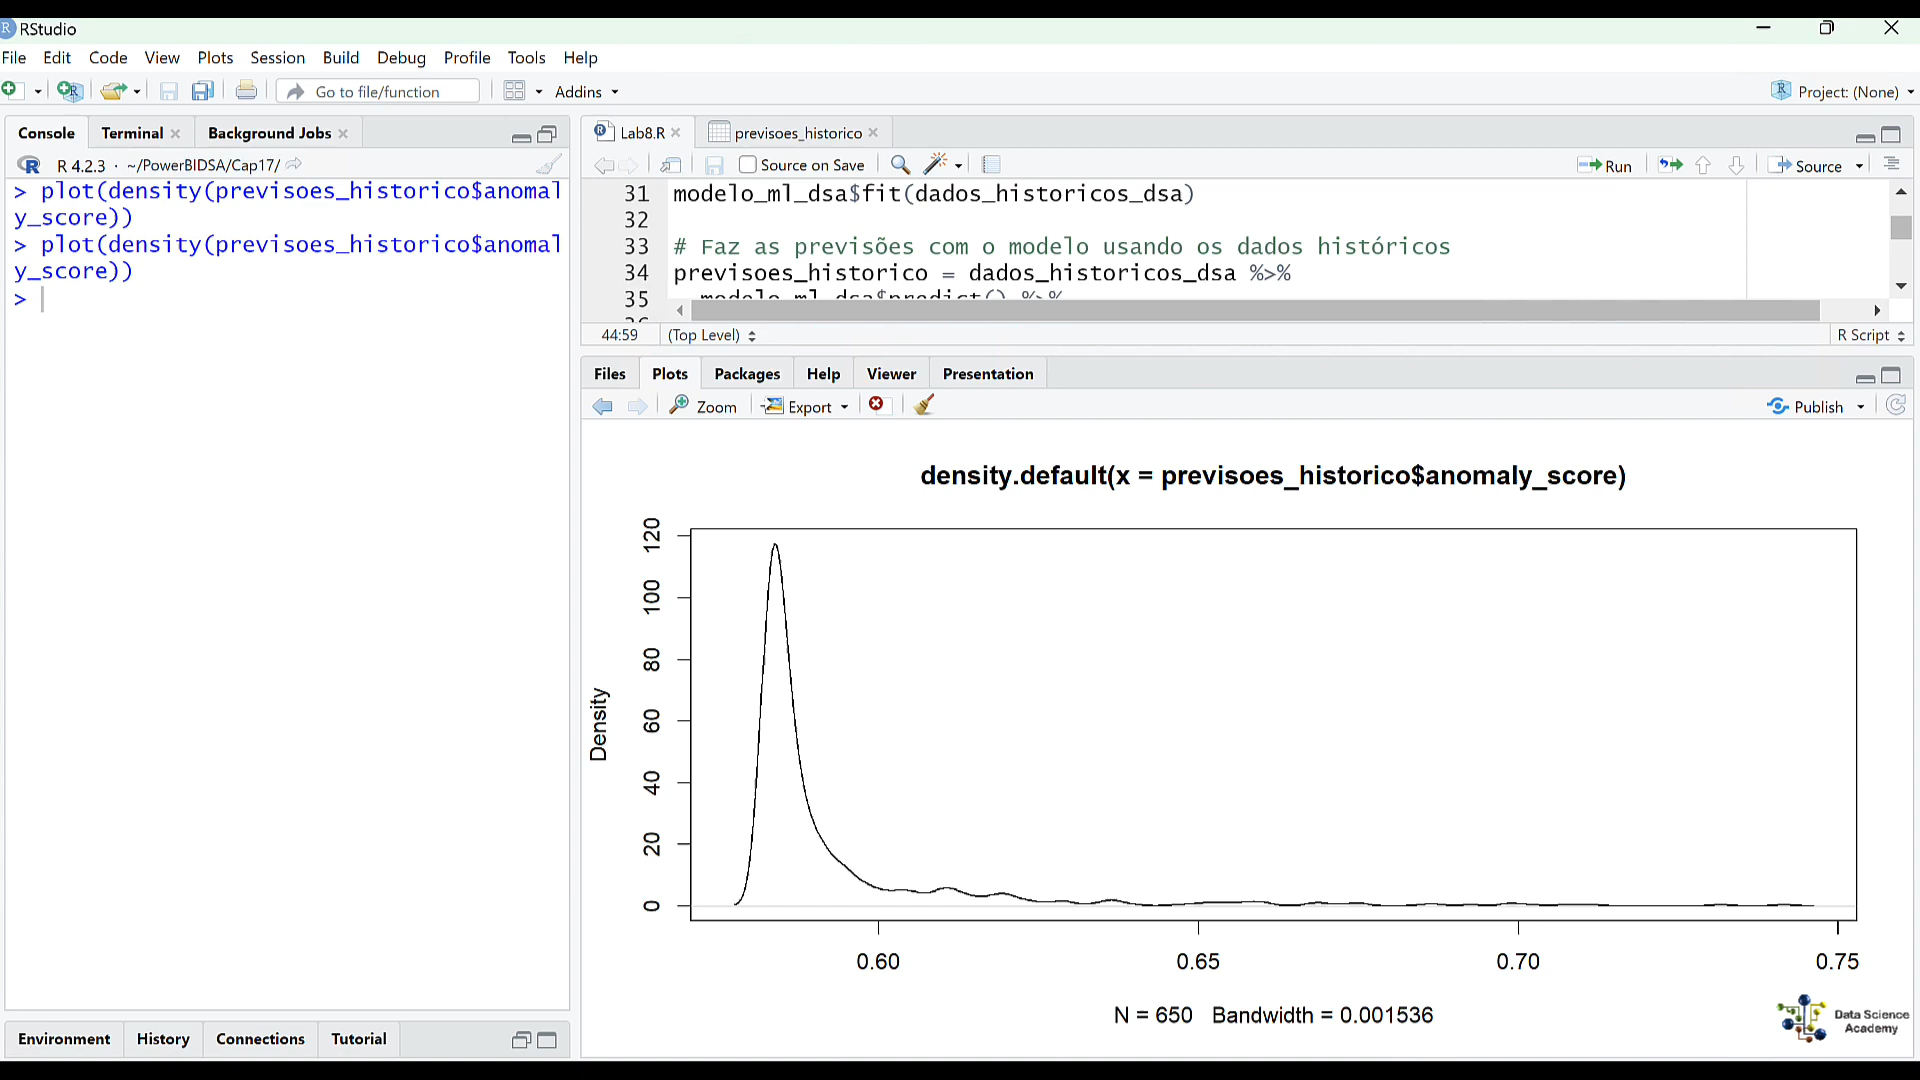 RStudio
File Edit Code View Plots Session Build Debug Profile Tools Help
Go to file/function Addins Project: (None)
Console Terminal Background Jobs
R 4.2.3 · ~/PowerBIDSA/Cap17/
> plot(density(previsoes_historico$anomal
y_score))
> plot(density(previsoes_historico$anomal
y_score))
>
Environment History Connections Tutorial
Lab8.R previsoes_historico
Source on Save Run Source
31 modelo_ml_dsa$fit(dados_historicos_dsa)
32
33 # Faz as previsões com o modelo usando os dados históricos
34 previsoes_historico = dados_historicos_dsa %>%
35 modelo_ml_dsa$predict() %>%
44:59 (Top Level) R Script
Files Plots Packages Help Viewer Presentation
Zoom Export Publish
density.default(x = previsoes_historico$anomaly_score)
Density
120
100
80
60
40
20
0
0.60 0.65 0.70 0.75
N = 650 Bandwidth = 0.001536
Data Science
Academy